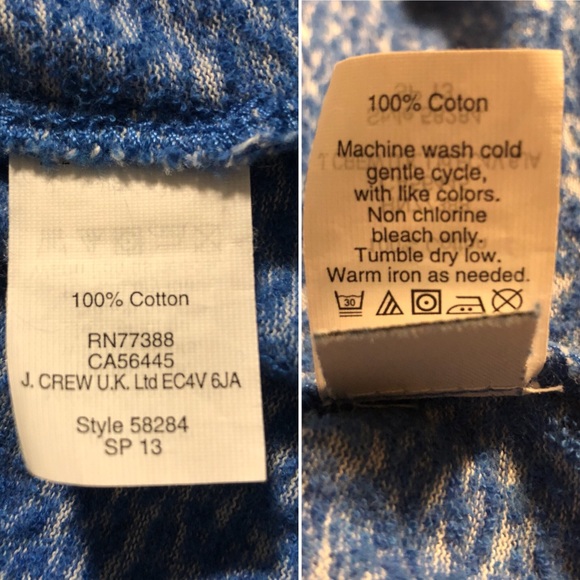 100% Cotton
RN77388
CA56445
J. CREW U.K. Ltd EC4V 6JA
Style 58284
SP 13
100% Coton
Machine wash cold
gentle cycle,
with like colors.
Non chlorine
bleach only.
Tumble dry low.
Warm iron as needed.
30